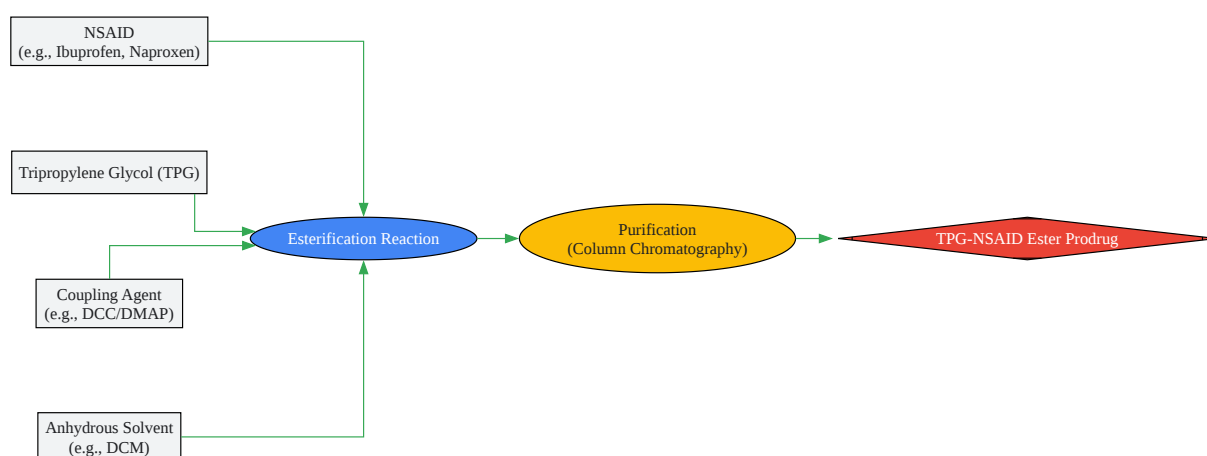 NSAID
(e.g., Ibuprofen, Naproxen)
Tripropylene Glycol (TPG)
Coupling Agent
(e.g., DCC/DMAP)
Anhydrous Solvent
(e.g., DCM)
Esterification Reaction
Purification
(Column Chromatography)
TPG-NSAID Ester Prodrug